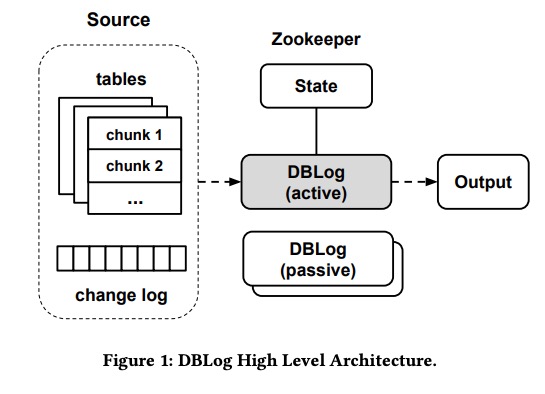 Source
Zookeeper
tables
State
chunk 1
chunk 2
...
DBLog
(active)
Output
DBLog
(passive)
change log
Figure 1: DBLog High Level Architecture.